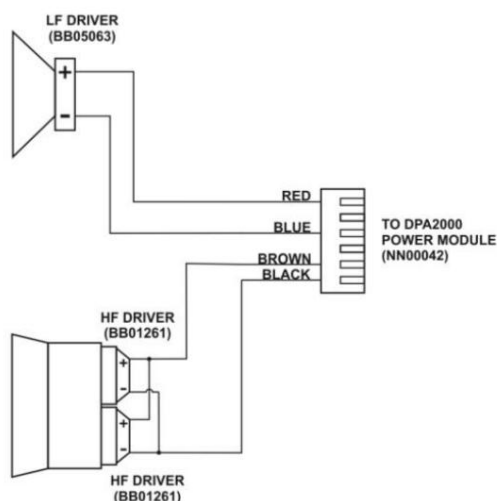 LF DRIVER
(BB05063)
+
-
RED
BLUE
BROWN
BLACK
TO DPA2000
POWER MODULE
(NN00042)
HF DRIVER
(BB01261)
+
-
+
-
HF DRIVER
(BB01261)